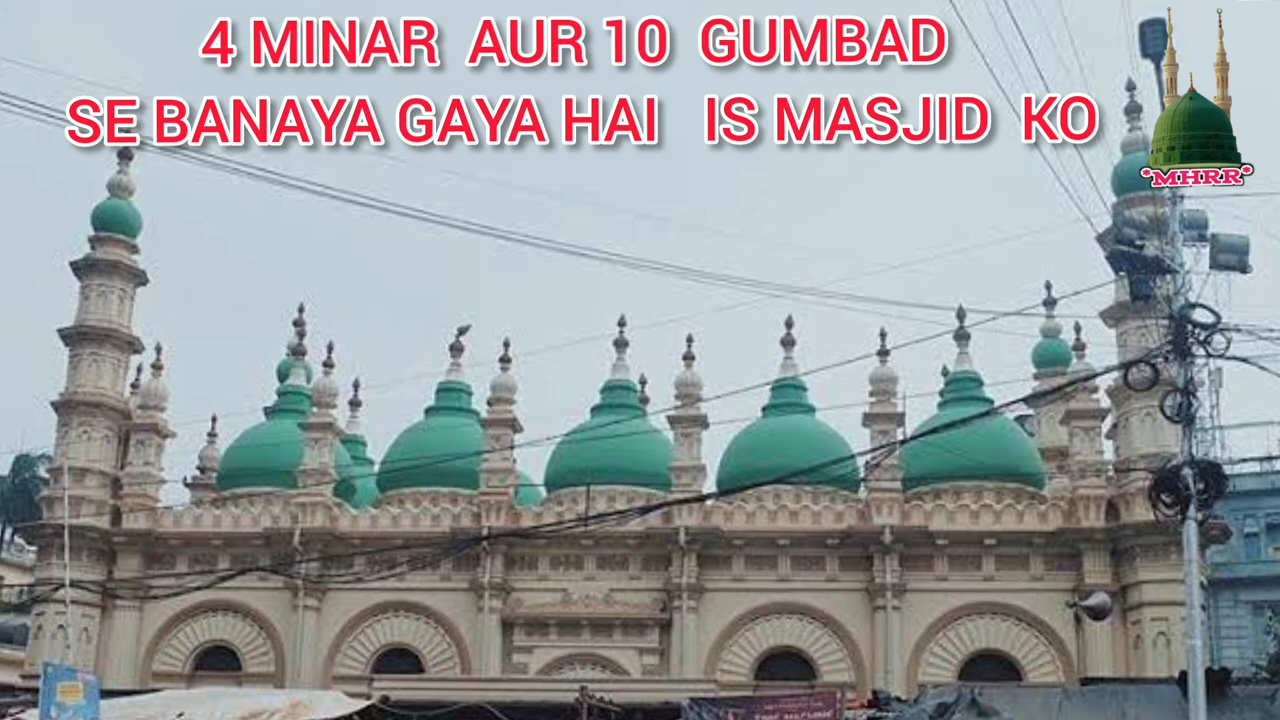 4 MINAR AUR 10 GUMBAD
SE BANAYA GAYA HAI IS MASJID KO
*MHRR*